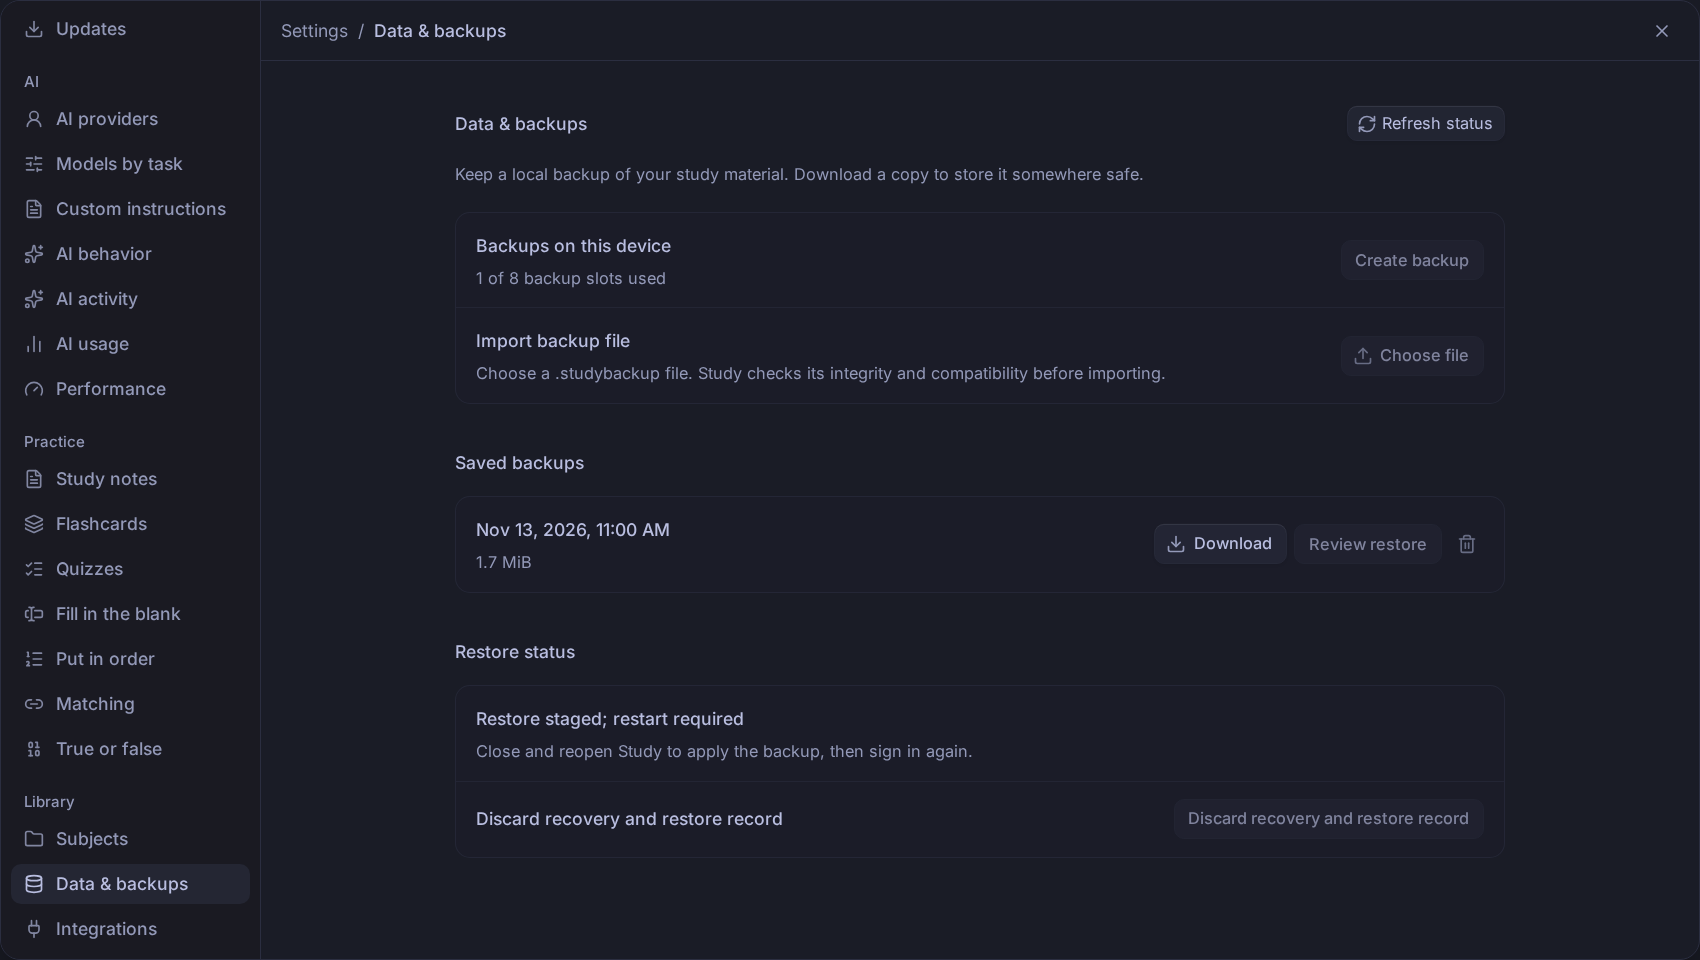 Updates
AI
AI providers
Models by task
Custom instructions
AI behavior
AI activity
AI usage
Performance
Practice
Study notes
Flashcards
Quizzes
Fill in the blank
Put in order
Matching
True or false
Library
Subjects
Data & backups
Integrations
Settings / Data & backups
Data & backups
Refresh status
Keep a local backup of your study material. Download a copy to store it somewhere safe.
Backups on this device
1 of 8 backup slots used
Create backup
Import backup file
Choose a .studybackup file. Study checks its integrity and compatibility before importing.
Choose file
Saved backups
Nov 13, 2026, 11:00 AM
1.7 MiB
Download
Review restore
Restore status
Restore staged; restart required
Close and reopen Study to apply the backup, then sign in again.
Discard recovery and restore record
Discard recovery and restore record